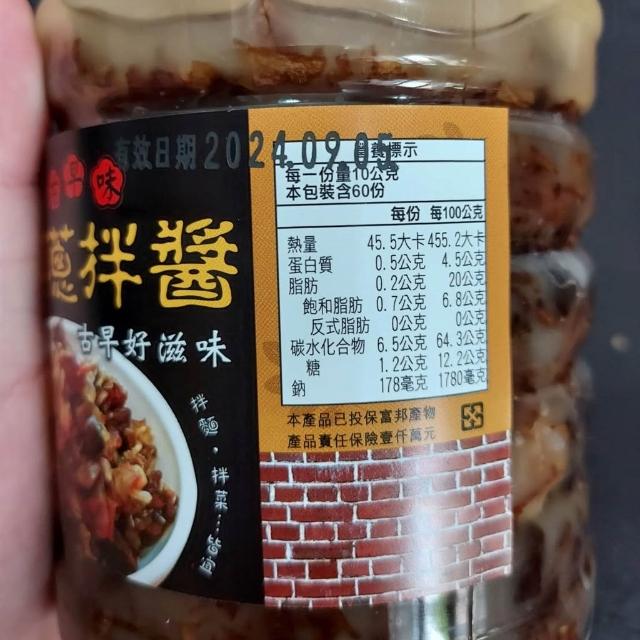 有效日期 2024.09.05
早味
蔥拌醬
古早好滋味
拌麵，拌菜…皆宜
營養標示
每一份量10公克
本包裝含60份
每份 每100公克
熱量 45.5大卡 455.2大卡
蛋白質 0.5公克 4.5公克
脂肪 0.2公克 20公克
飽和脂肪 0.7公克 6.8公克
反式脂肪 0公克 0公克
碳水化合物 6.5公克 64.3公克
糖 1.2公克 12.2公克
鈉 178毫克 1780毫克
本產品已投保富邦產物
產品責任保險壹仟萬元